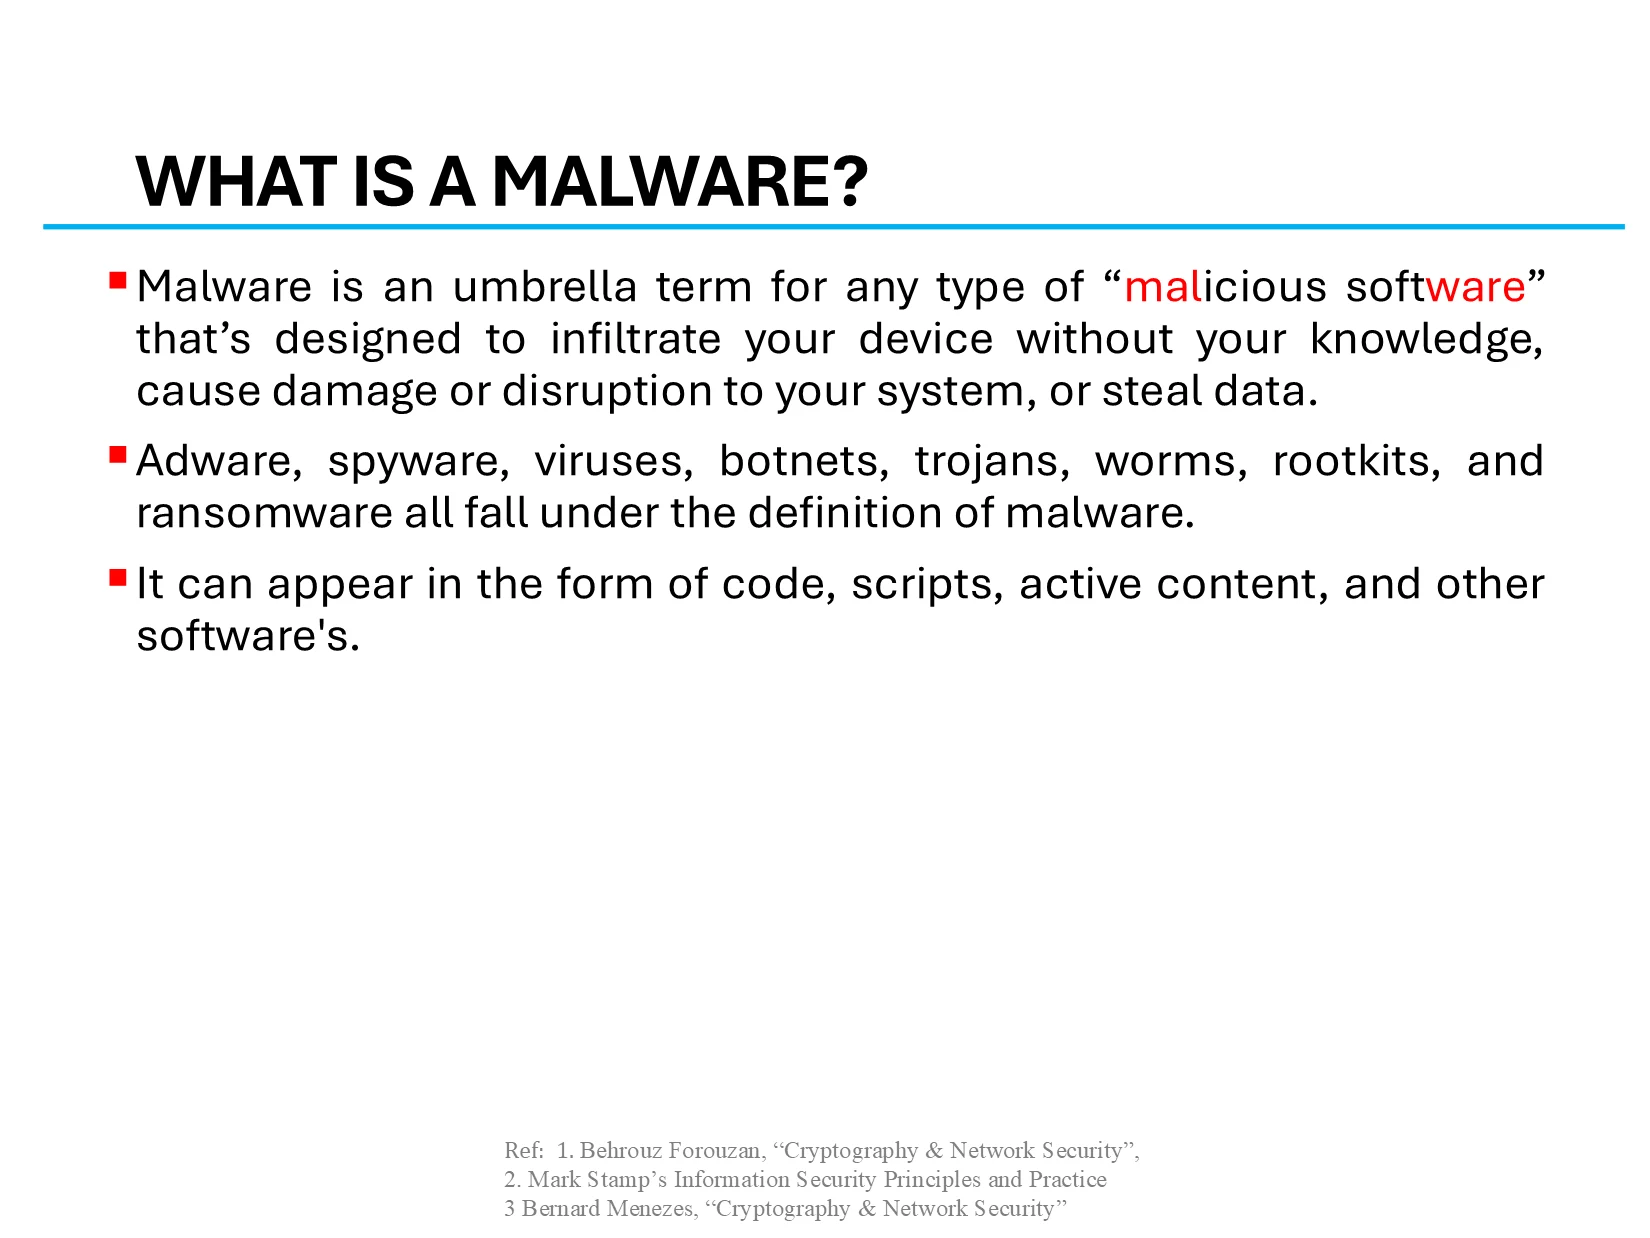 WHAT IS A MALWARE?
Malware is an umbrella term for any type of “malicious software”
that’s designed to infiltrate your device without your knowledge,
cause damage or disruption to your system, or steal data.
Adware, spyware, viruses, botnets, trojans, worms, rootkits, and
ransomware all fall under the definition of malware.
It can appear in the form of code, scripts, active content, and other
software's.
Ref:  1. Behrouz Forouzan, “Cryptography & Network Security”,
2. Mark Stamp’s Information Security Principles and Practice
3 Bernard Menezes, “Cryptography & Network Security”